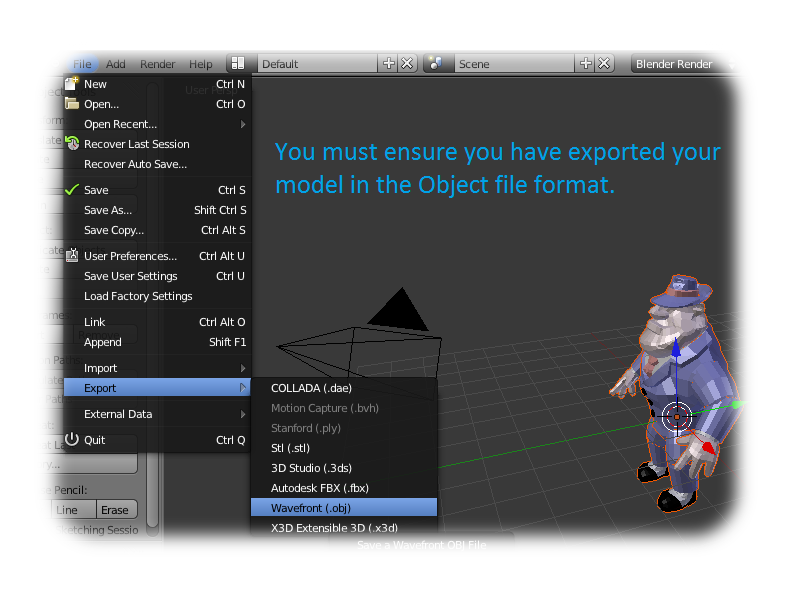 File Add Render Help Default Scene Blender Render
New Ctrl N
Open... Ctrl O
Open Recent...
Recover Last Session
Recover Auto Save...
Save Ctrl S
Save As... Shift Ctrl S
Save Copy... Ctrl Alt S
User Preferences... Ctrl Alt U
Save User Settings Ctrl U
Load Factory Settings
Link Ctrl Alt O
Append Shift F1
Import
Export
External Data
Quit Ctrl Q
You must ensure you have exported your
model in the Object file format.
COLLADA (.dae)
Motion Capture (.bvh)
Stanford (.ply)
Stl (.stl)
3D Studio (.3ds)
Autodesk FBX (.fbx)
Wavefront (.obj)
X3D Extensible 3D (.x3d)
Save a Wavefront OBJ File
Pencil:
Line Erase